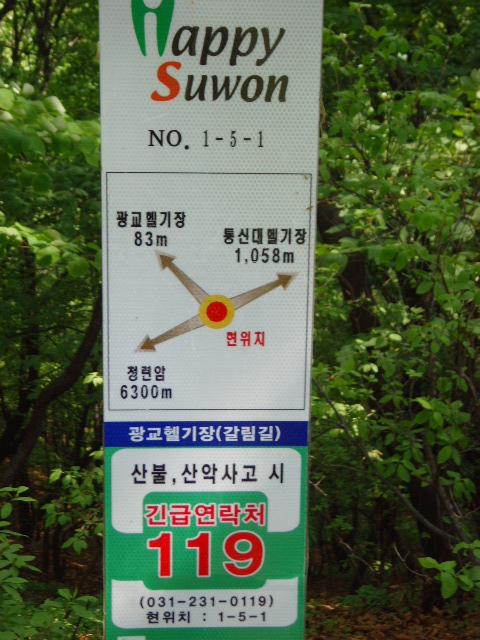 Happy
Suwon
NO. 1-5-1
광교헬기장
83m
통신대헬기장
1,058m
현위치
청련암
6300m
광교헬기장(갈림길)
산불,산악사고 시
긴급연락처
119
(031-231-0119)
현위치 : 1-5-1